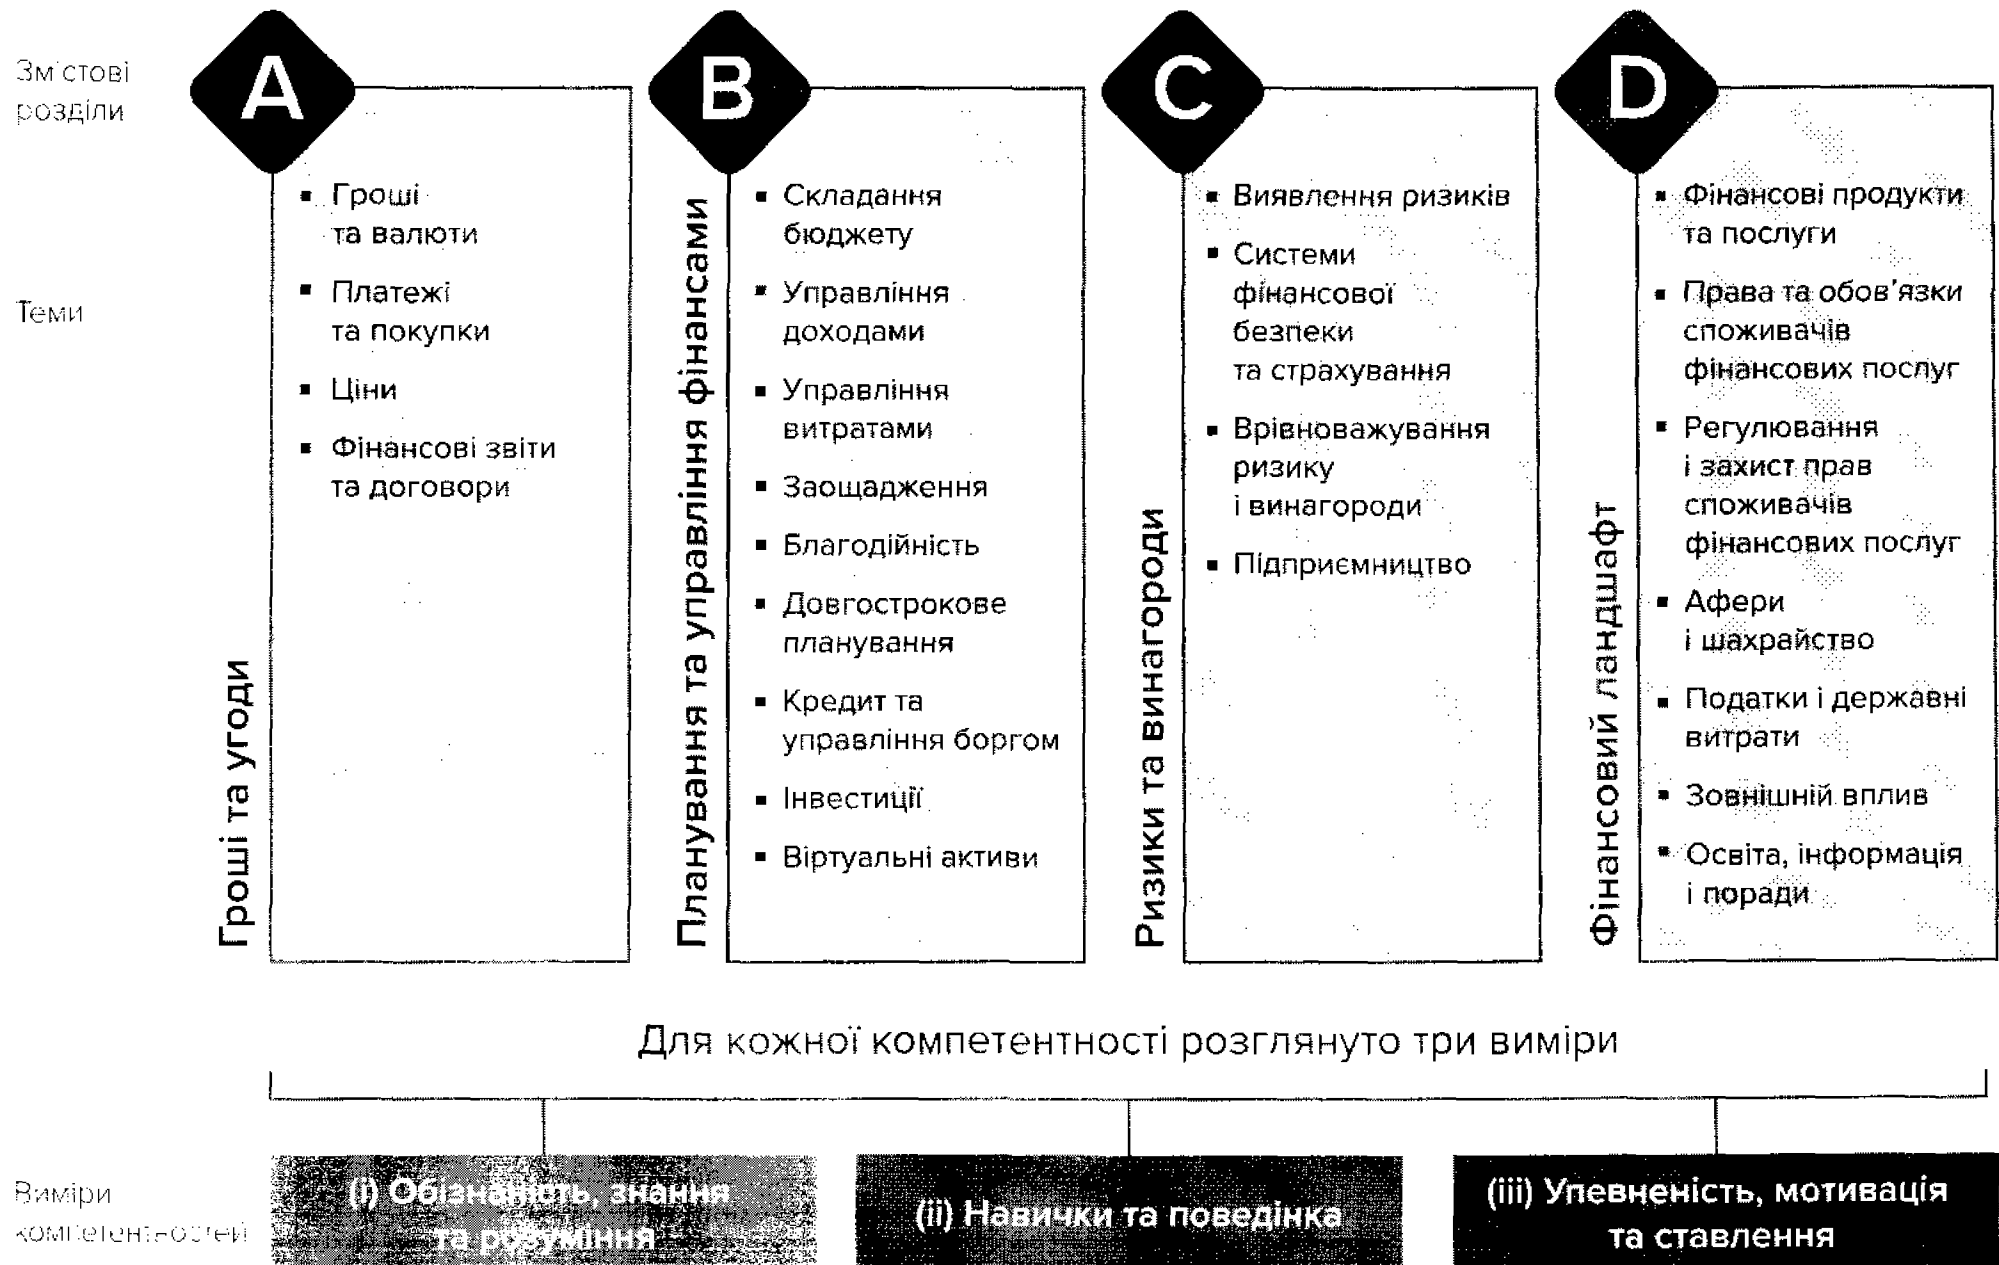 Змістові
розділи
Теми
A
Гроші та угоди
▪ Гроші
та валюти
▪ Платежі
та покупки
▪ Ціни
▪ Фінансові звіти
та договори
B
Планування та управління фінансами
▪ Складання
бюджету
▪ Управління
доходами
▪ Управління
витратами
▪ Заощадження
▪ Благодійність
▪ Довгострокове
планування
▪ Кредит та
управління боргом
▪ Інвестиції
▪ Віртуальні активи
C
Ризики та винагороди
▪ Виявлення ризиків
▪ Системи
фінансової
безпеки
та страхування
▪ Врівноважування
ризику
і винагороди
▪ Підприємництво
D
Фінансовий ландшафт
▪ Фінансові продукти
та послуги
▪ Права та обов’язки
споживачів
фінансових послуг
▪ Регулювання
і захист прав
споживачів
фінансових послуг
▪ Афери
і шахрайство
▪ Податки і державні
витрати
▪ Зовнішній вплив
▪ Освіта, інформація
і поради
Для кожної компетентності розглянуто три виміри
Виміри
компетентностей
(i) Обізнаність, знання
та розуміння
(ii) Навички та поведінка
(iii) Упевненість, мотивація
та ставлення